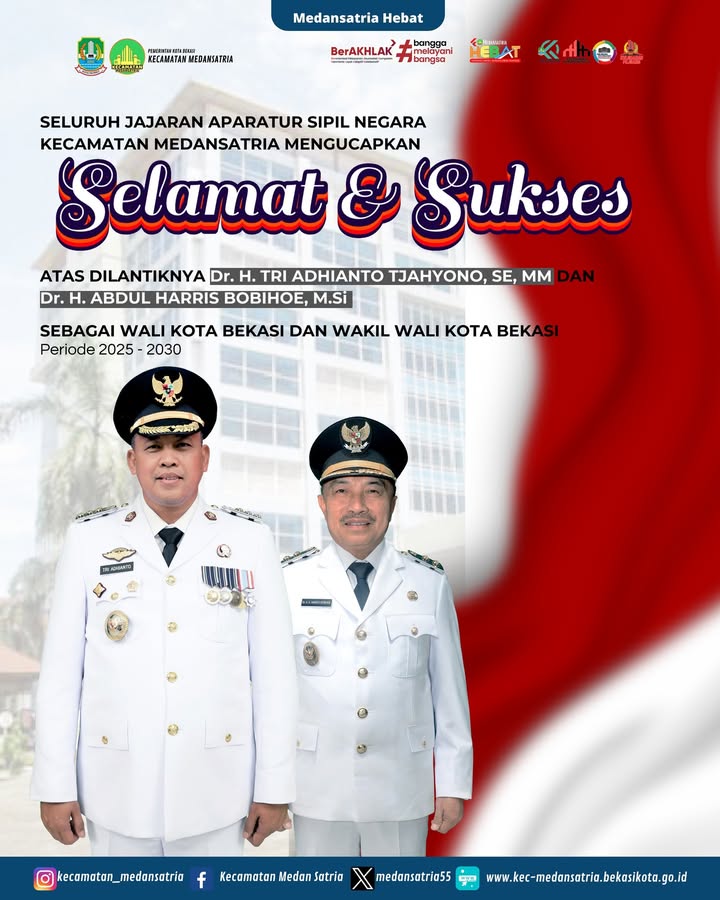 Medansatria Hebat
PEMERINTAH KOTA BEKASI
KECAMATAN MEDANSATRIA
BerAKHLAK
#bangga
melayani
bangsa
HEBAT
SELURUH JAJARAN APARATUR SIPIL NEGARA
KECAMATAN MEDANSATRIA MENGUCAPKAN
Selamat & Sukses
ATAS DILANTIKNYA Dr. H. TRI ADHIANTO TJAHYONO, SE, MM DAN
Dr. H. ABDUL HARRIS BOBIHOE, M.Si
SEBAGAI WALI KOTA BEKASI DAN WAKIL WALI KOTA BEKASI
Periode 2025 - 2030
TRI ADHIANTO
kecamatan_medansatria Kecamatan Medan Satria medansatria55 www.kec-medansatria.bekasikota.go.id